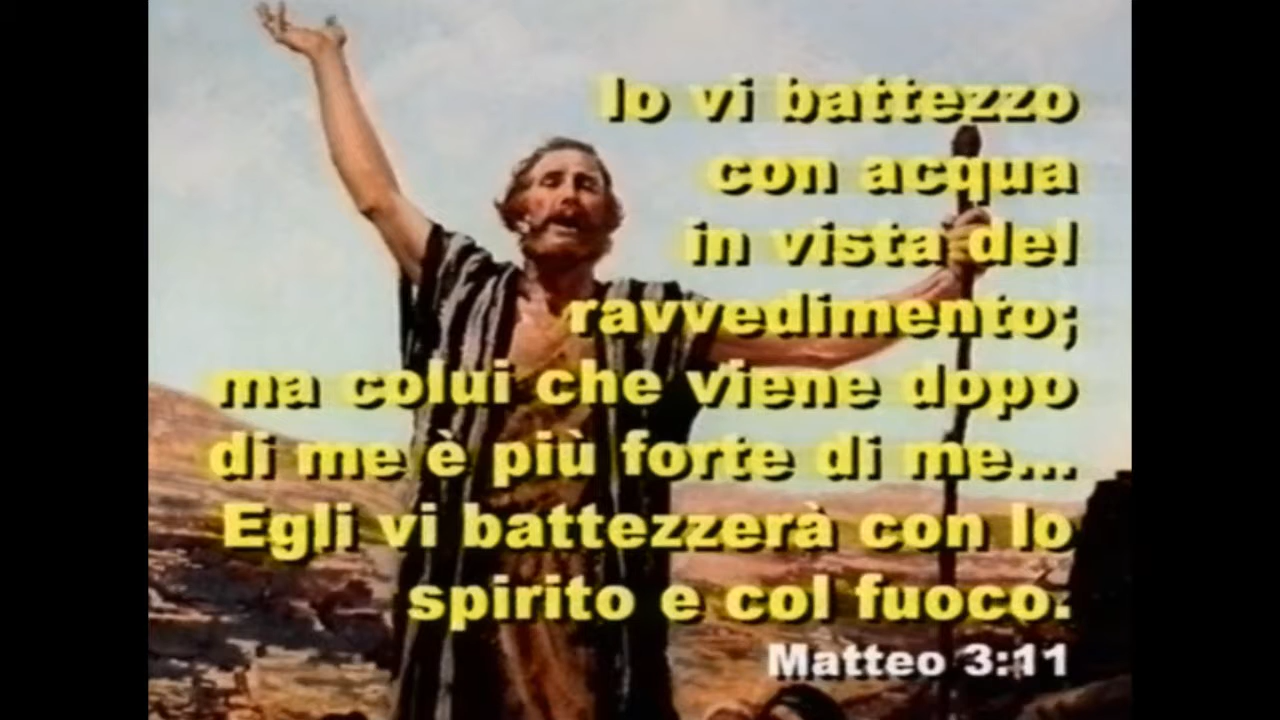 Io vi battezzo
con acqua
in vista del
ravvedimento;
ma colui che viene dopo
di me è più forte di me...
Egli vi battezzerà con lo
spirito e col fuoco.
Matteo 3:11